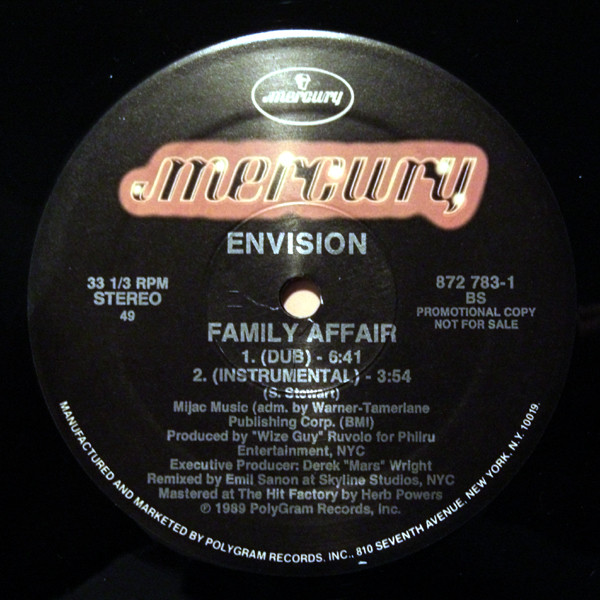 mercury
mercury
ENVISION
33 1/3 RPM
STEREO
49
872 783-1
BS
PROMOTIONAL COPY
NOT FOR SALE
FAMILY AFFAIR
1. (DUB) - 6:41
2. (INSTRUMENTAL) - 3:54
(S. Stewart)
Mijac Music (adm. by Warner-Tamerlane
Publishing Corp. (BMI)
Produced by "Wize Guy" Ruvolo for Philru
Entertainment, NYC
Executive Producer: Derek "Mars" Wright
Remixed by Emil Sanon at Skyline Studios, NYC
Mastered at The Hit Factory by Herb Powers
℗ 1989 PolyGram Records, Inc.
MANUFACTURED AND MARKETED BY POLYGRAM RECORDS. INC., 810 SEVENTH AVENUE. NEW YORK, N.Y. 10019.